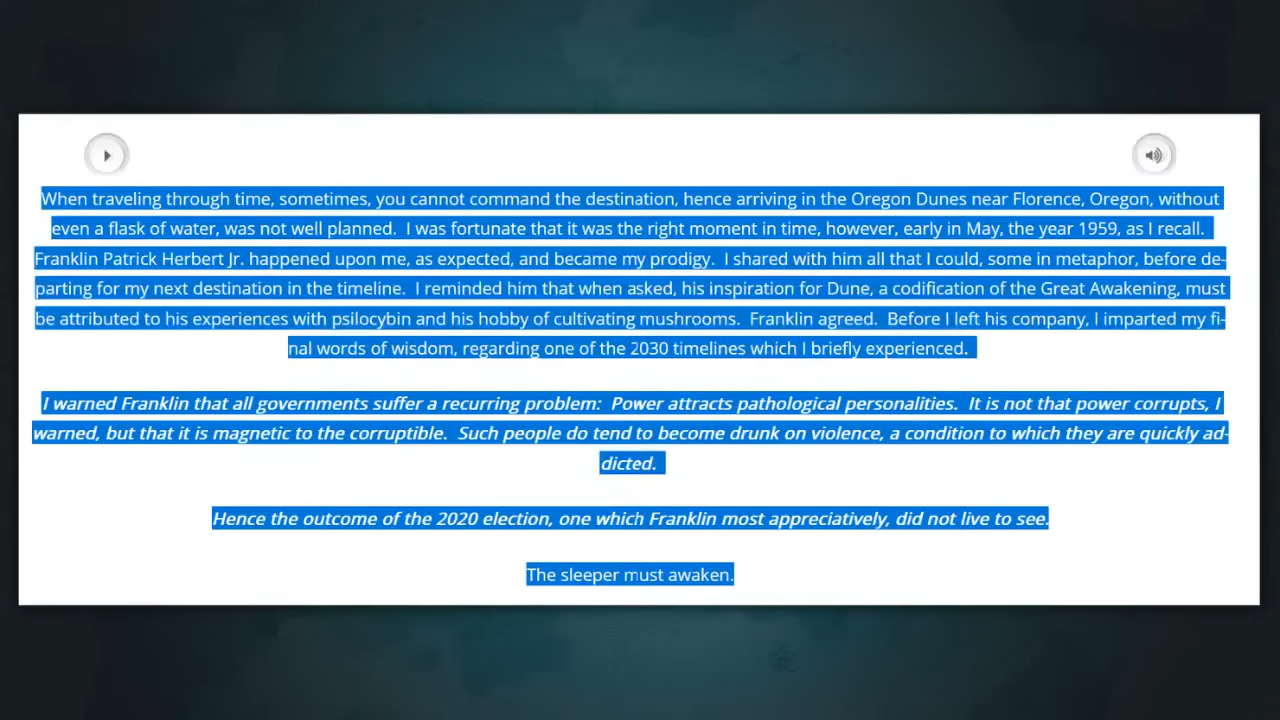 When traveling through time, sometimes, you cannot command the destination, hence arriving in the Oregon Dunes near Florence, Oregon, without
even a flask of water, was not well planned.  I was fortunate that it was the right moment in time, however, early in May, the year 1959, as I recall.
Franklin Patrick Herbert Jr. happened upon me, as expected, and became my prodigy.  I shared with him all that I could, some in metaphor, before de-
parting for my next destination in the timeline.  I reminded him that when asked, his inspiration for Dune, a codification of the Great Awakening, must
be attributed to his experiences with psilocybin and his hobby of cultivating mushrooms.  Franklin agreed.  Before I left his company, I imparted my fi-
nal words of wisdom, regarding one of the 2030 timelines which I briefly experienced.
I warned Franklin that all governments suffer a recurring problem:  Power attracts pathological personalities.  It is not that power corrupts, I
warned, but that it is magnetic to the corruptible.  Such people do tend to become drunk on violence, a condition to which they are quickly ad-
dicted.
Hence the outcome of the 2020 election, one which Franklin most appreciatively, did not live to see.
The sleeper must awaken.